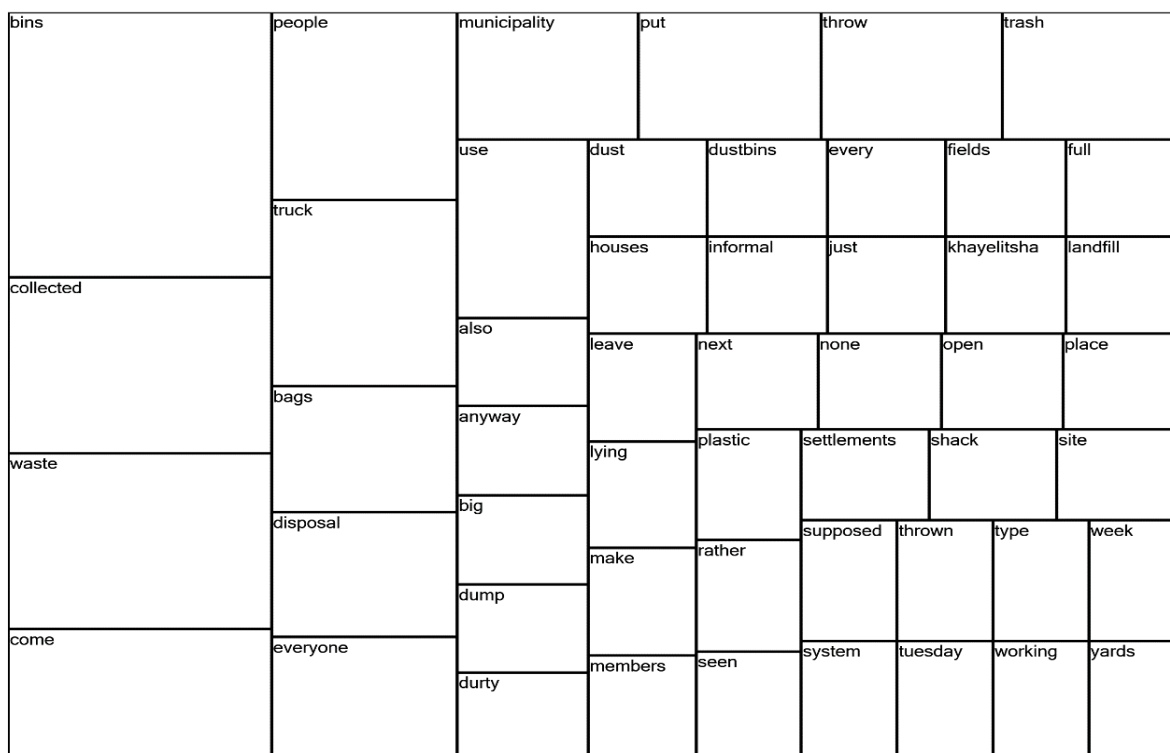 bins
people
municipality
put
throw
trash
use
dust
dustbins
every
fields
full
truck
houses
informal
just
khayelitsha
landfill
collected
also
leave
next
none
open
place
bags
anyway
plastic
settlements
shack
site
lying
waste
big
disposal
supposed
thrown
type
week
rather
make
dump
come
everyone
system
tuesday
working
yards
seen
members
durty